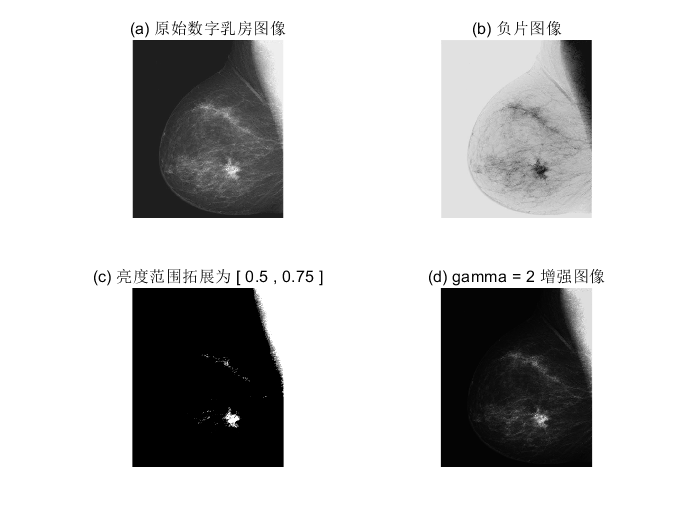 (a) 原始数字乳房图像
(b) 负片图像
(c) 亮度范围拓展为 [ 0.5 , 0.75 ]
(d) gamma = 2 增强图像